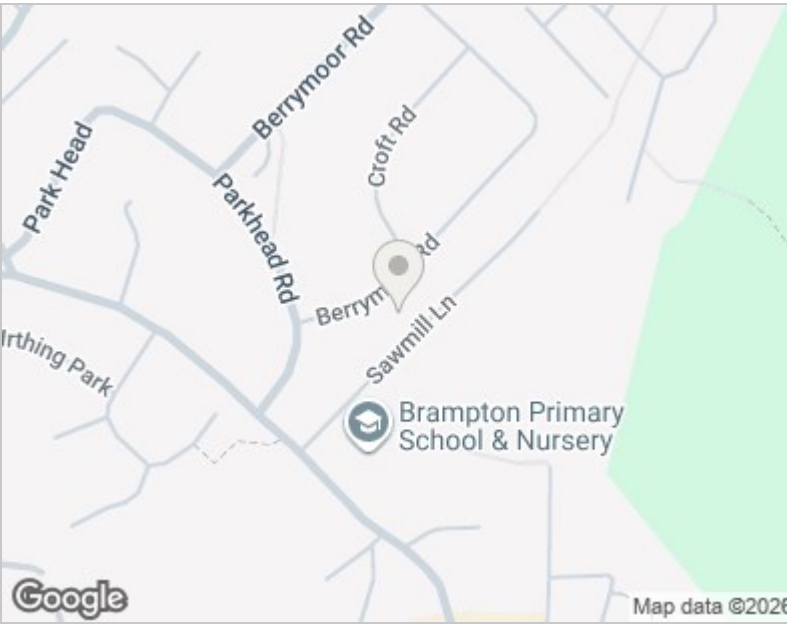 Berrymoor Rd
Croft Rd
Park Head
Parkhead Rd
Berrym
Rd
Sawmill Ln
Irthing Park
Brampton Primary
School & Nursery
Google
Map data ©2026